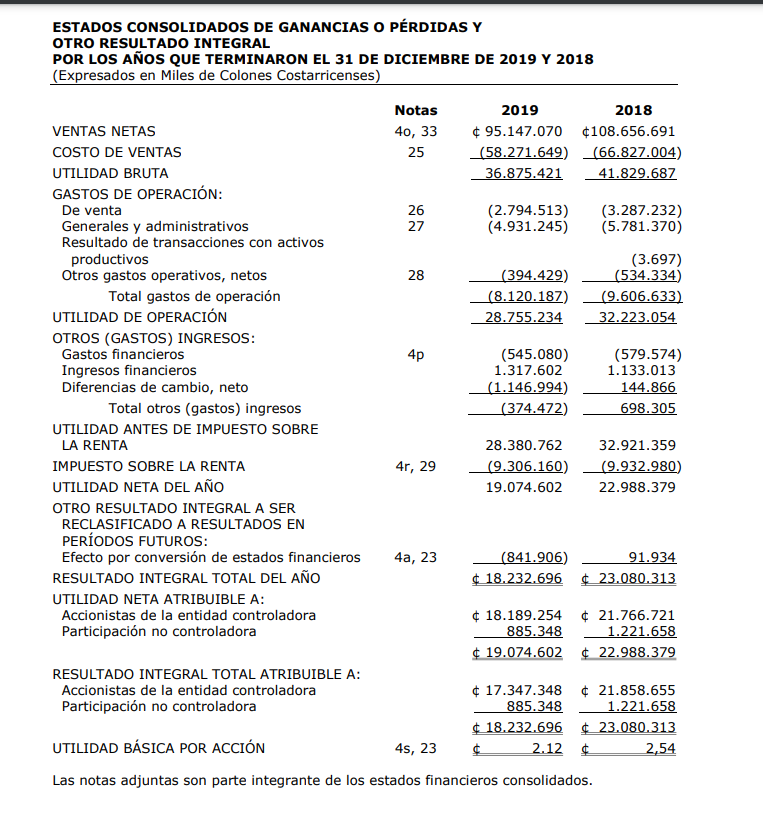 ESTADOS CONSOLIDADOS DE GANANCIAS O PÉRDIDAS Y
OTRO RESULTADO INTEGRAL
POR LOS AÑOS QUE TERMINARON EL 31 DE DICIEMBRE DE 2019 Y 2018
(Expresados en Miles de Colones Costarricenses)
Notas 2019 2018
VENTAS NETAS 4o, 33 ¢ 95.147.070 ¢108.656.691
COSTO DE VENTAS 25 (58.271.649) (66.827.004)
UTILIDAD BRUTA 36.875.421 41.829.687
GASTOS DE OPERACIÓN:
De venta 26 (2.794.513) (3.287.232)
Generales y administrativos 27 (4.931.245) (5.781.370)
Resultado de transacciones con activos
productivos (3.697)
Otros gastos operativos, netos 28 (394.429) (534.334)
Total gastos de operación (8.120.187) (9.606.633)
UTILIDAD DE OPERACIÓN 28.755.234 32.223.054
OTROS (GASTOS) INGRESOS:
Gastos financieros 4p (545.080) (579.574)
Ingresos financieros 1.317.602 1.133.013
Diferencias de cambio, neto (1.146.994) 144.866
Total otros (gastos) ingresos (374.472) 698.305
UTILIDAD ANTES DE IMPUESTO SOBRE
LA RENTA 28.380.762 32.921.359
IMPUESTO SOBRE LA RENTA 4r, 29 (9.306.160) (9.932.980)
UTILIDAD NETA DEL AÑO 19.074.602 22.988.379
OTRO RESULTADO INTEGRAL A SER
RECLASIFICADO A RESULTADOS EN
PERÍODOS FUTUROS:
Efecto por conversión de estados financieros 4a, 23 (841.906) 91.934
RESULTADO INTEGRAL TOTAL DEL AÑO ¢ 18.232.696 ¢ 23.080.313
UTILIDAD NETA ATRIBUIBLE A:
Accionistas de la entidad controladora ¢ 18.189.254 ¢ 21.766.721
Participación no controladora 885.348 1.221.658
¢ 19.074.602 ¢ 22.988.379
RESULTADO INTEGRAL TOTAL ATRIBUIBLE A:
Accionistas de la entidad controladora ¢ 17.347.348 ¢ 21.858.655
Participación no controladora 885.348 1.221.658
¢ 18.232.696 ¢ 23.080.313
UTILIDAD BÁSICA POR ACCIÓN 4s, 23 ¢ 2.12 ¢ 2,54
Las notas adjuntas son parte integrante de los estados financieros consolidados.